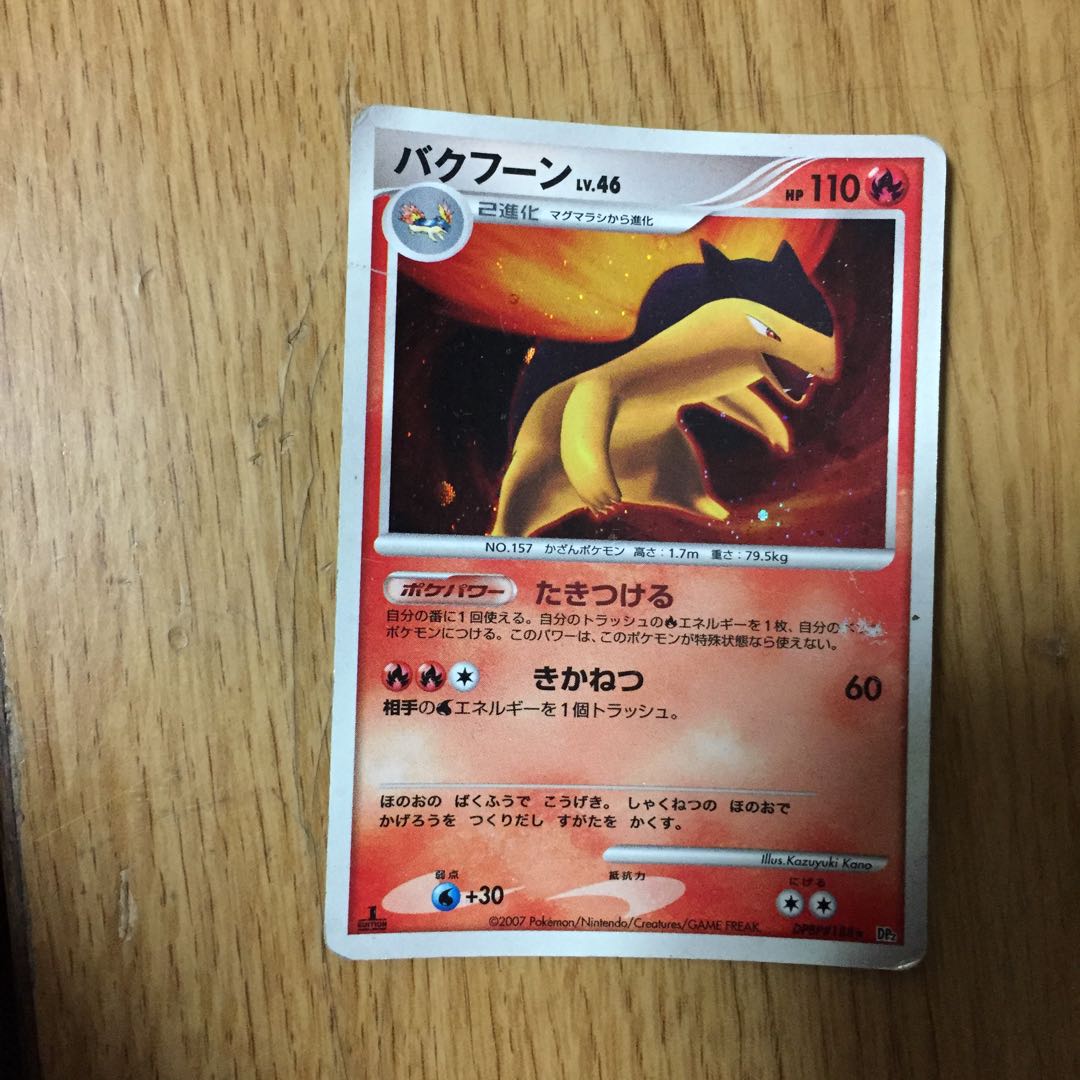 バクフーン LV.46
HP 110
2進化 マグマラシから進化
NO.157 かざんポケモン 高さ:1.7m 重さ:79.5kg
ポケパワー たきつける
自分の番に1回使える。自分のトラッシュのエネルギーを1枚、自分の
ポケモンにつける。このパワーは、このポケモンが特殊状態なら使えない。
きかねつ 60
相手のエネルギーを1個トラッシュ。
ほのおの ばくふうで こうげき。 しゃくねつの ほのおで
かげろうを つくりだし すがたを かくす。
Illus.Kazuyuki Kano
弱点 抵抗力 にげる
+30
1 EDITION
©2007 Pokémon/Nintendo/Creatures/GAME FREAK.
DPBP#188
DP2